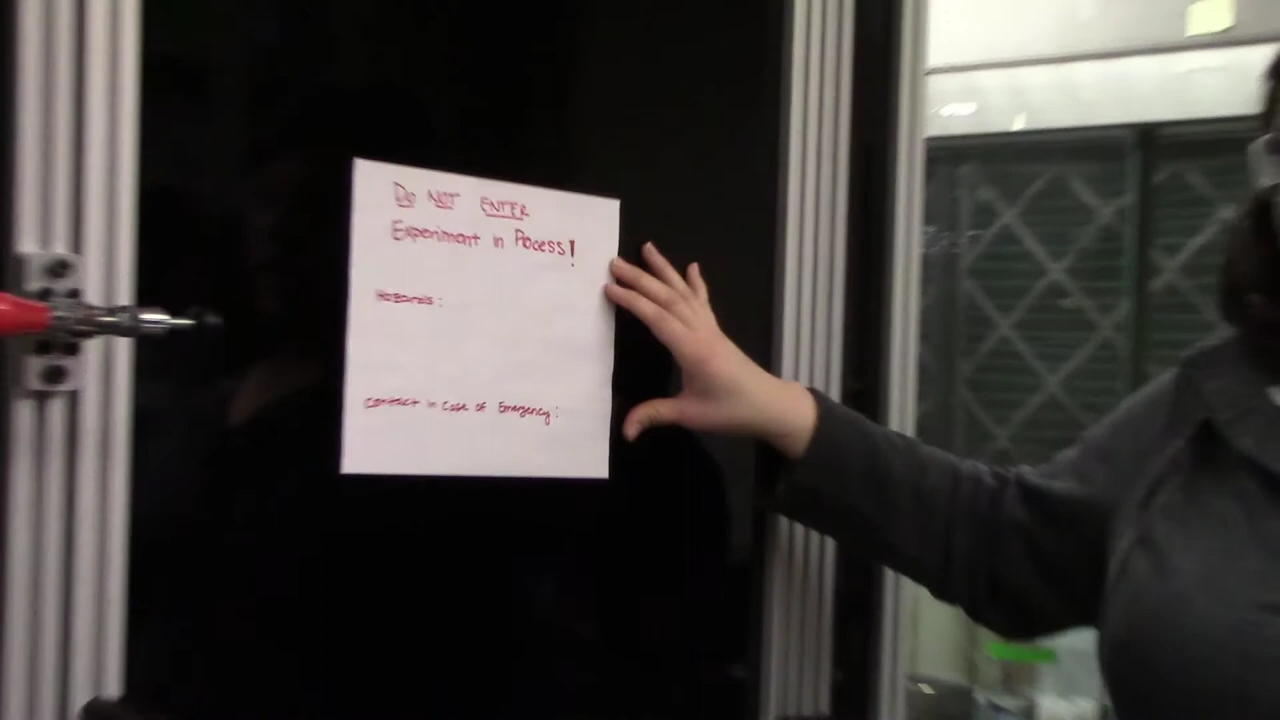 DO NOT ENTER
Experiment in Process!
Hazards:
Contact in Case of Emergency: